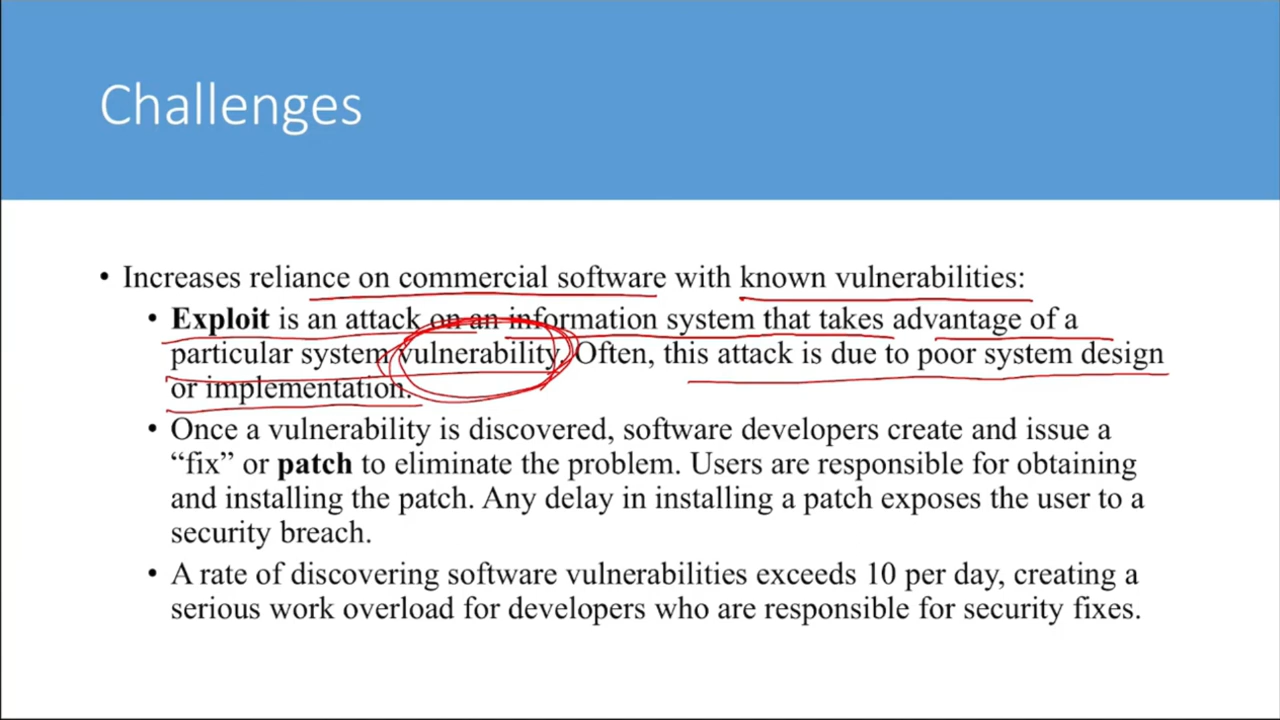 Challenges
• Increases reliance on commercial software with known vulnerabilities:
• Exploit is an attack on an information system that takes advantage of a
particular system vulnerability. Often, this attack is due to poor system design
or implementation.
• Once a vulnerability is discovered, software developers create and issue a
“fix” or patch to eliminate the problem. Users are responsible for obtaining
and installing the patch. Any delay in installing a patch exposes the user to a
security breach.
• A rate of discovering software vulnerabilities exceeds 10 per day, creating a
serious work overload for developers who are responsible for security fixes.